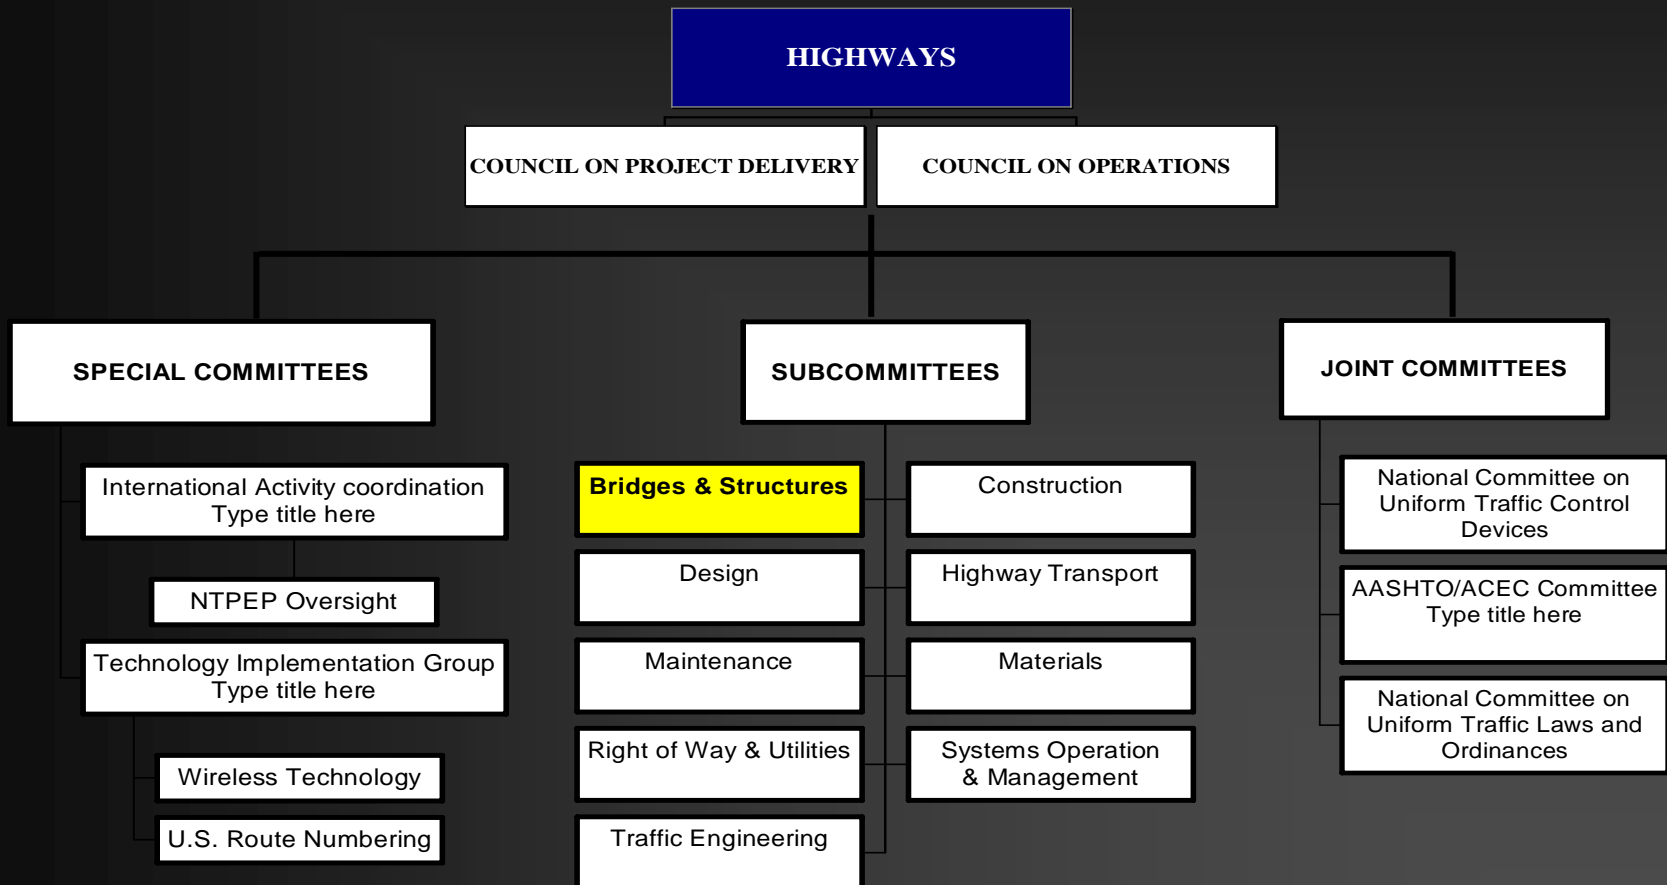 HIGHWAYS
COUNCIL ON PROJECT DELIVERY
COUNCIL ON OPERATIONS
SPECIAL COMMITTEES
International Activity coordination
Type title here
NTPEP Oversight
Technology Implementation Group
Type title here
Wireless Technology
U.S. Route Numbering
SUBCOMMITTEES
Bridges & Structures
Construction
Design
Highway Transport
Maintenance
Materials
Right of Way & Utilities
Systems Operation
& Management
Traffic Engineering
JOINT COMMITTEES
National Committee on
Uniform Traffic Control
Devices
AASHTO/ACEC Committee
Type title here
National Committee on
Uniform Traffic Laws and
Ordinances